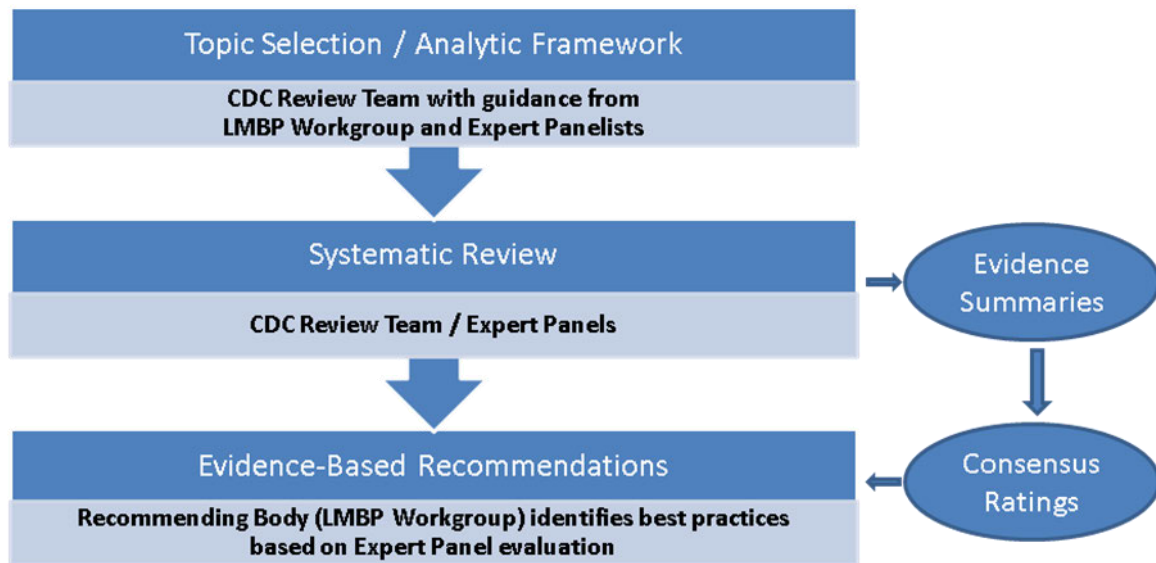 Topic Selection / Analytic Framework
CDC Review Team with guidance from
LMBP Workgroup and Expert Panelists
Systematic Review
CDC Review Team / Expert Panels
Evidence
Summaries
Evidence-Based Recommendations
Recommending Body (LMBP Workgroup) identifies best practices
based on Expert Panel evaluation
Consensus
Ratings